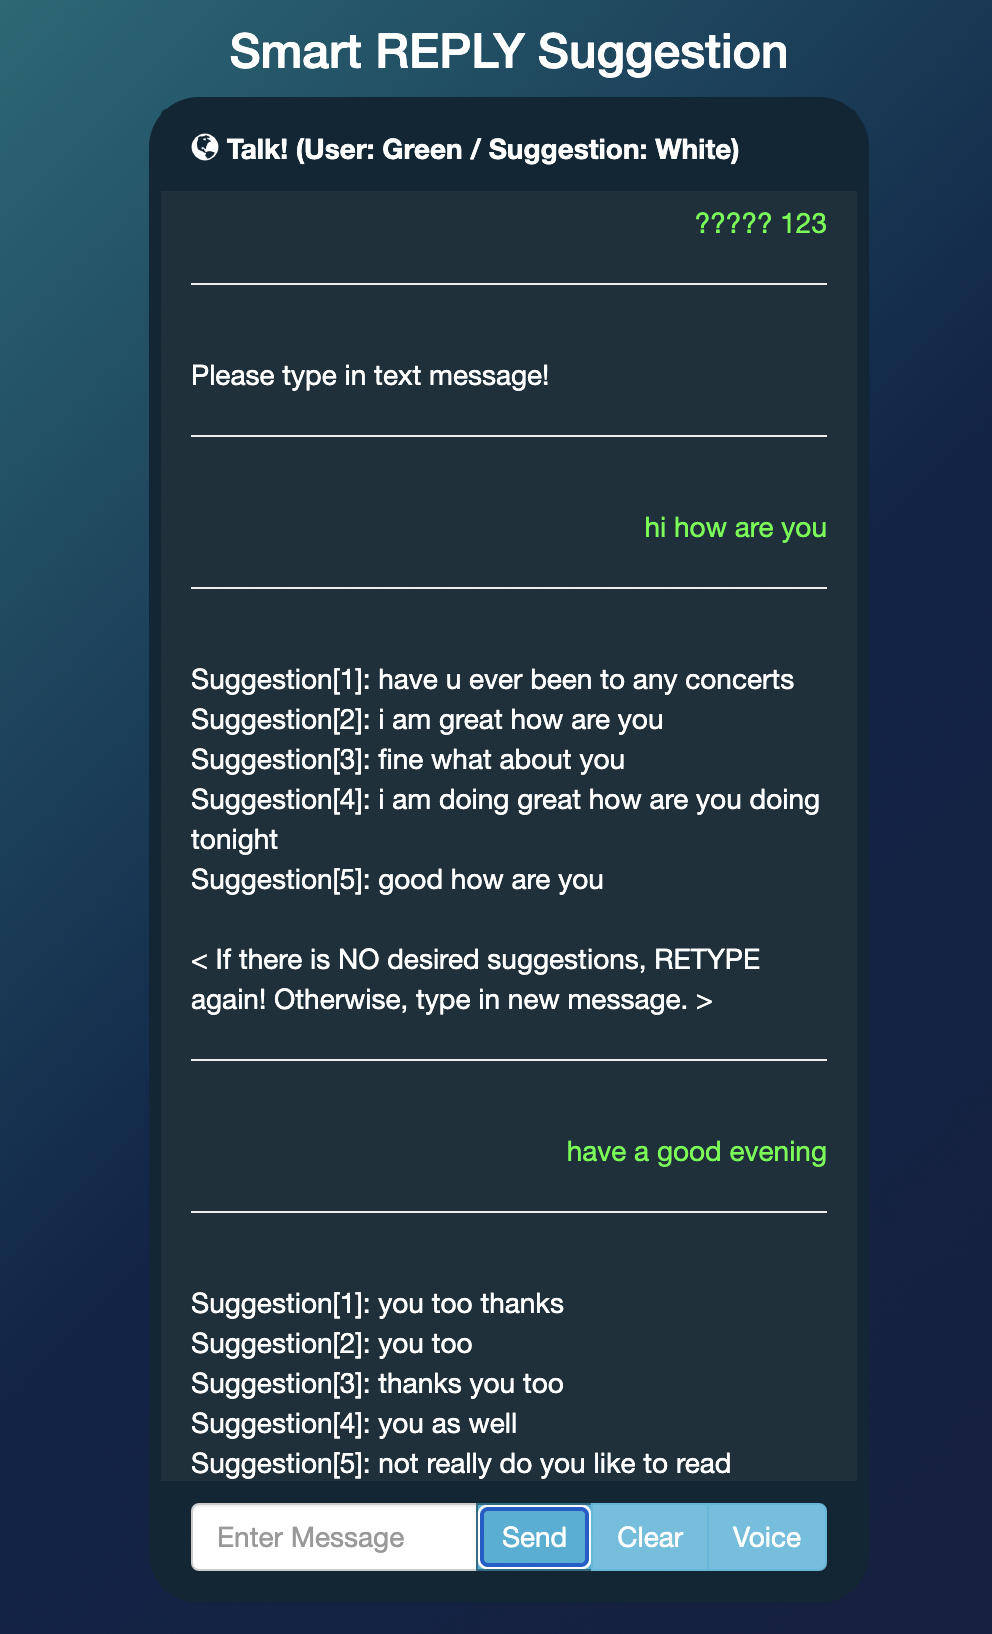 Smart REPLY Suggestion
Talk! (User: Green / Suggestion: White)
????? 123
Please type in text message!
hi how are you
Suggestion[1]: have u ever been to any concerts
Suggestion[2]: i am great how are you
Suggestion[3]: fine what about you
Suggestion[4]: i am doing great how are you doing
tonight
Suggestion[5]: good how are you
< If there is NO desired suggestions, RETYPE
again! Otherwise, type in new message. >
have a good evening
Suggestion[1]: you too thanks
Suggestion[2]: you too
Suggestion[3]: thanks you too
Suggestion[4]: you as well
Suggestion[5]: not really do you like to read
Enter Message Send Clear Voice